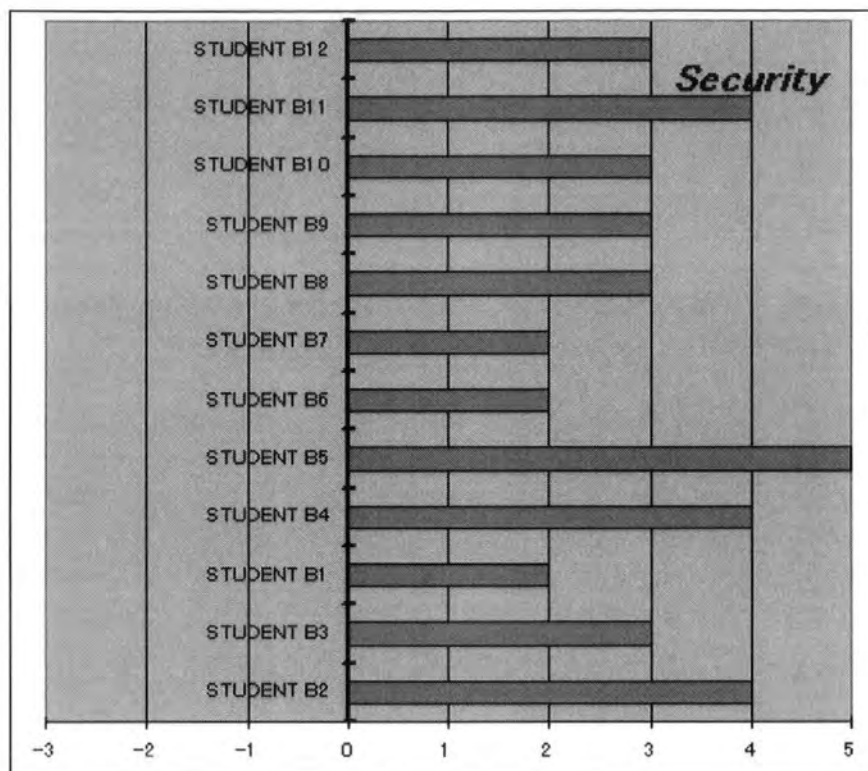 STUDENT B12
Security
STUDENT B11
STUDENT B10
STUDENT B9
STUDENT B8
STUDENT B7
STUDENT B6
STUDENT B5
STUDENT B4
STUDENT B1
STUDENT B3
STUDENT B2
-3 -2 -1 0 1 2 3 4 5